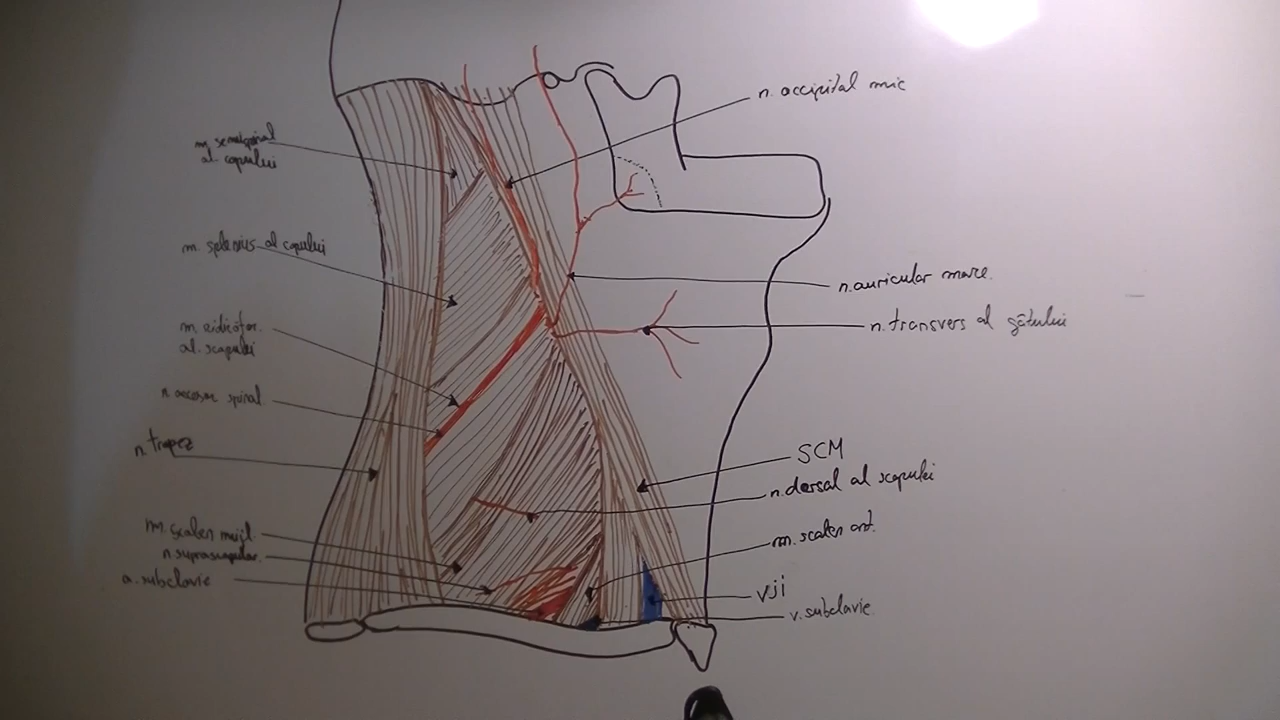 n. occipital mic
m. semispinal
al. capului
m. splenius al capului
n. auricular mare.
n. transvers al gâtului
m. ridicător.
al. scapulei
n. accesor spinal
n. trapez
SCM
n. dorsal al scapulei
m. scalen mijl.
m. scalen ant.
n. suprascapular.
a. subclavie
vji
v. subclavie.